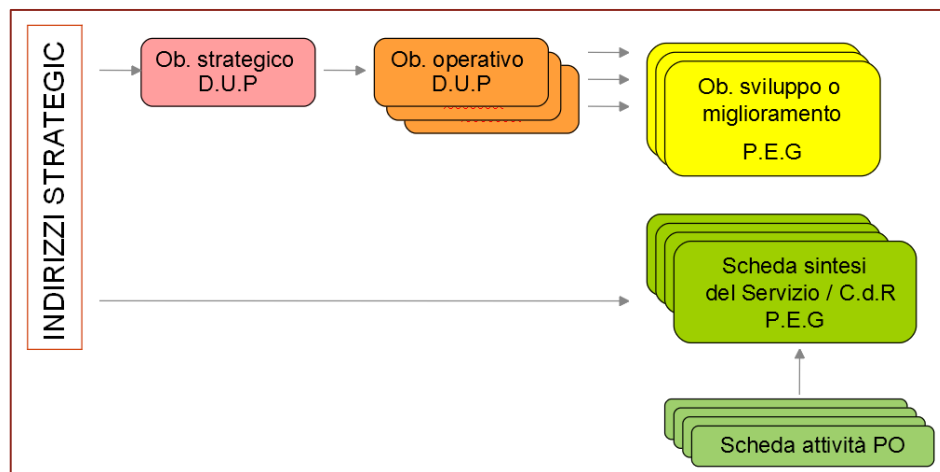 INDIRIZZI STRATEGIC
Ob. strategico
D.U.P
Ob. operativo
D.U.P
Ob. sviluppo o
miglioramento
P.E.G
Scheda sintesi
del Servizio / C.d.R
P.E.G
Scheda attività PO